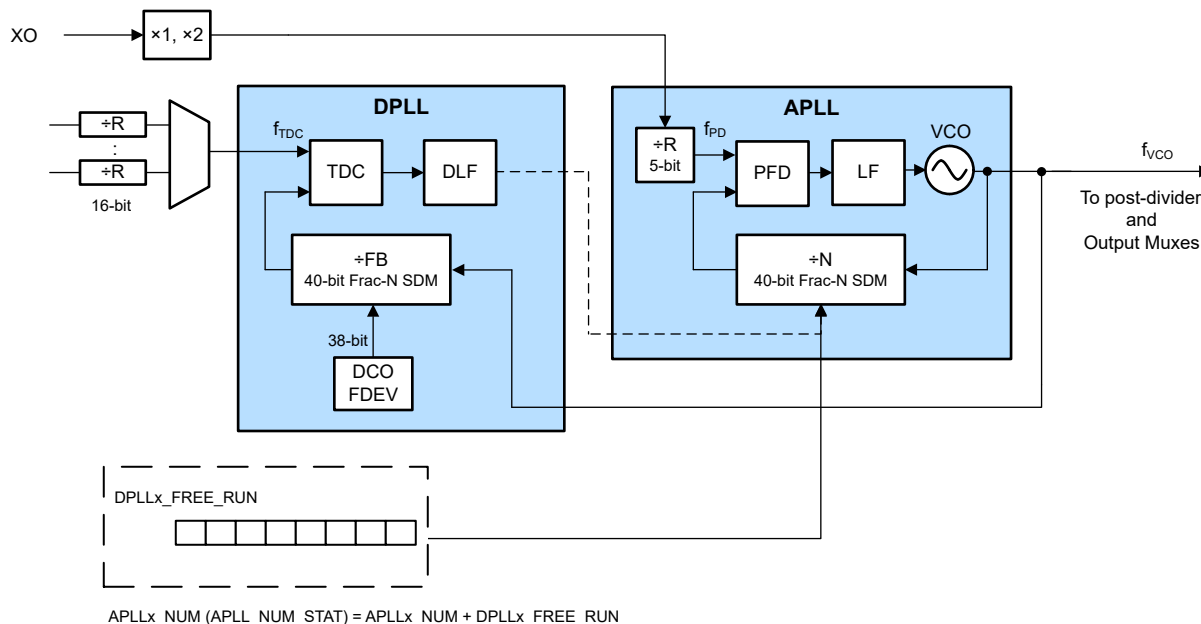 XO
×1, ×2
÷R
:
÷R
16-bit
DPLL
fTDC
TDC
DLF
÷FB
40-bit Frac-N SDM
38-bit
DCO
FDEV
APLL
÷R
5-bit
fPD
PFD
LF
VCO
÷N
40-bit Frac-N SDM
fVCO
To post-divider
and
Output Muxes
DPLLx_FREE_RUN
APLLx_NUM (APLL_NUM_STAT) = APLLx_NUM + DPLLx_FREE_RUN